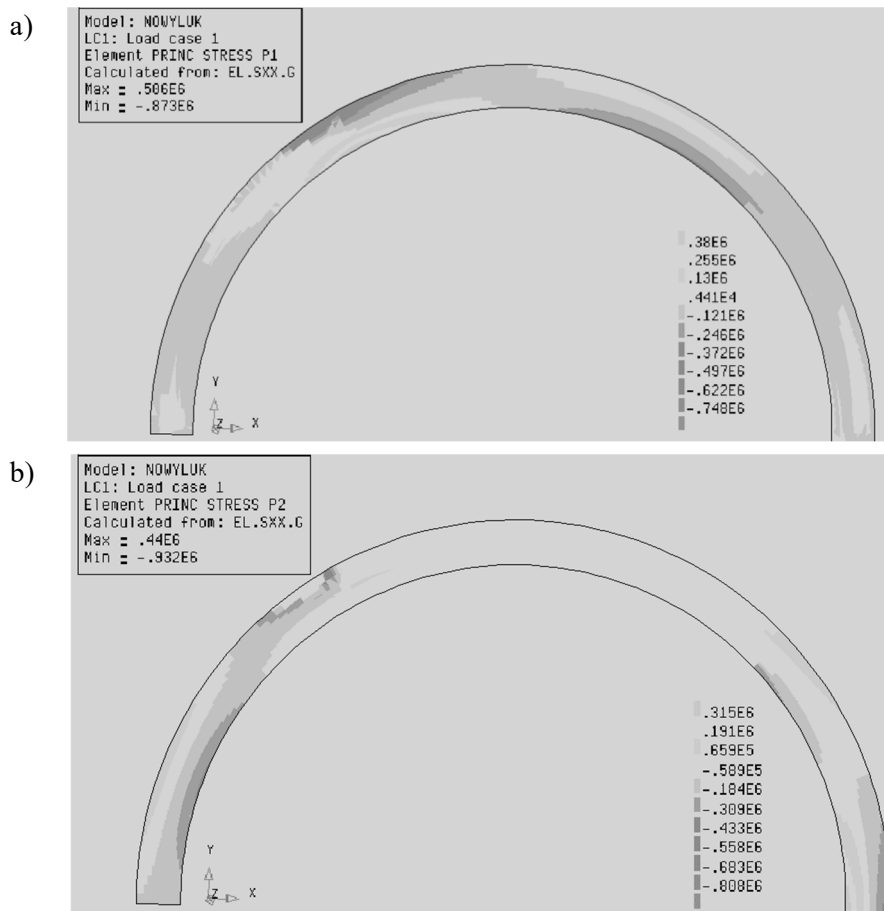 a)
Model: NOWYLUK
LC1: Load case 1
Element PRINC STRESS P1
Calculated from: EL.SXX.G
Max = .506E6
Min = -.873E6
.38E6
.255E6
.13E6
.441E4
-.121E6
-.246E6
-.372E6
-.497E6
-.622E6
-.748E6
Y
Z X
b)
Model: NOWYLUK
LC1: Load case 1
Element PRINC STRESS P2
Calculated from: EL.SXX.G
Max = .44E6
Min = -.932E6
.315E6
.191E6
.659E5
-.589E5
-.184E6
-.309E6
-.433E6
-.558E6
-.683E6
-.808E6
Y
Z X